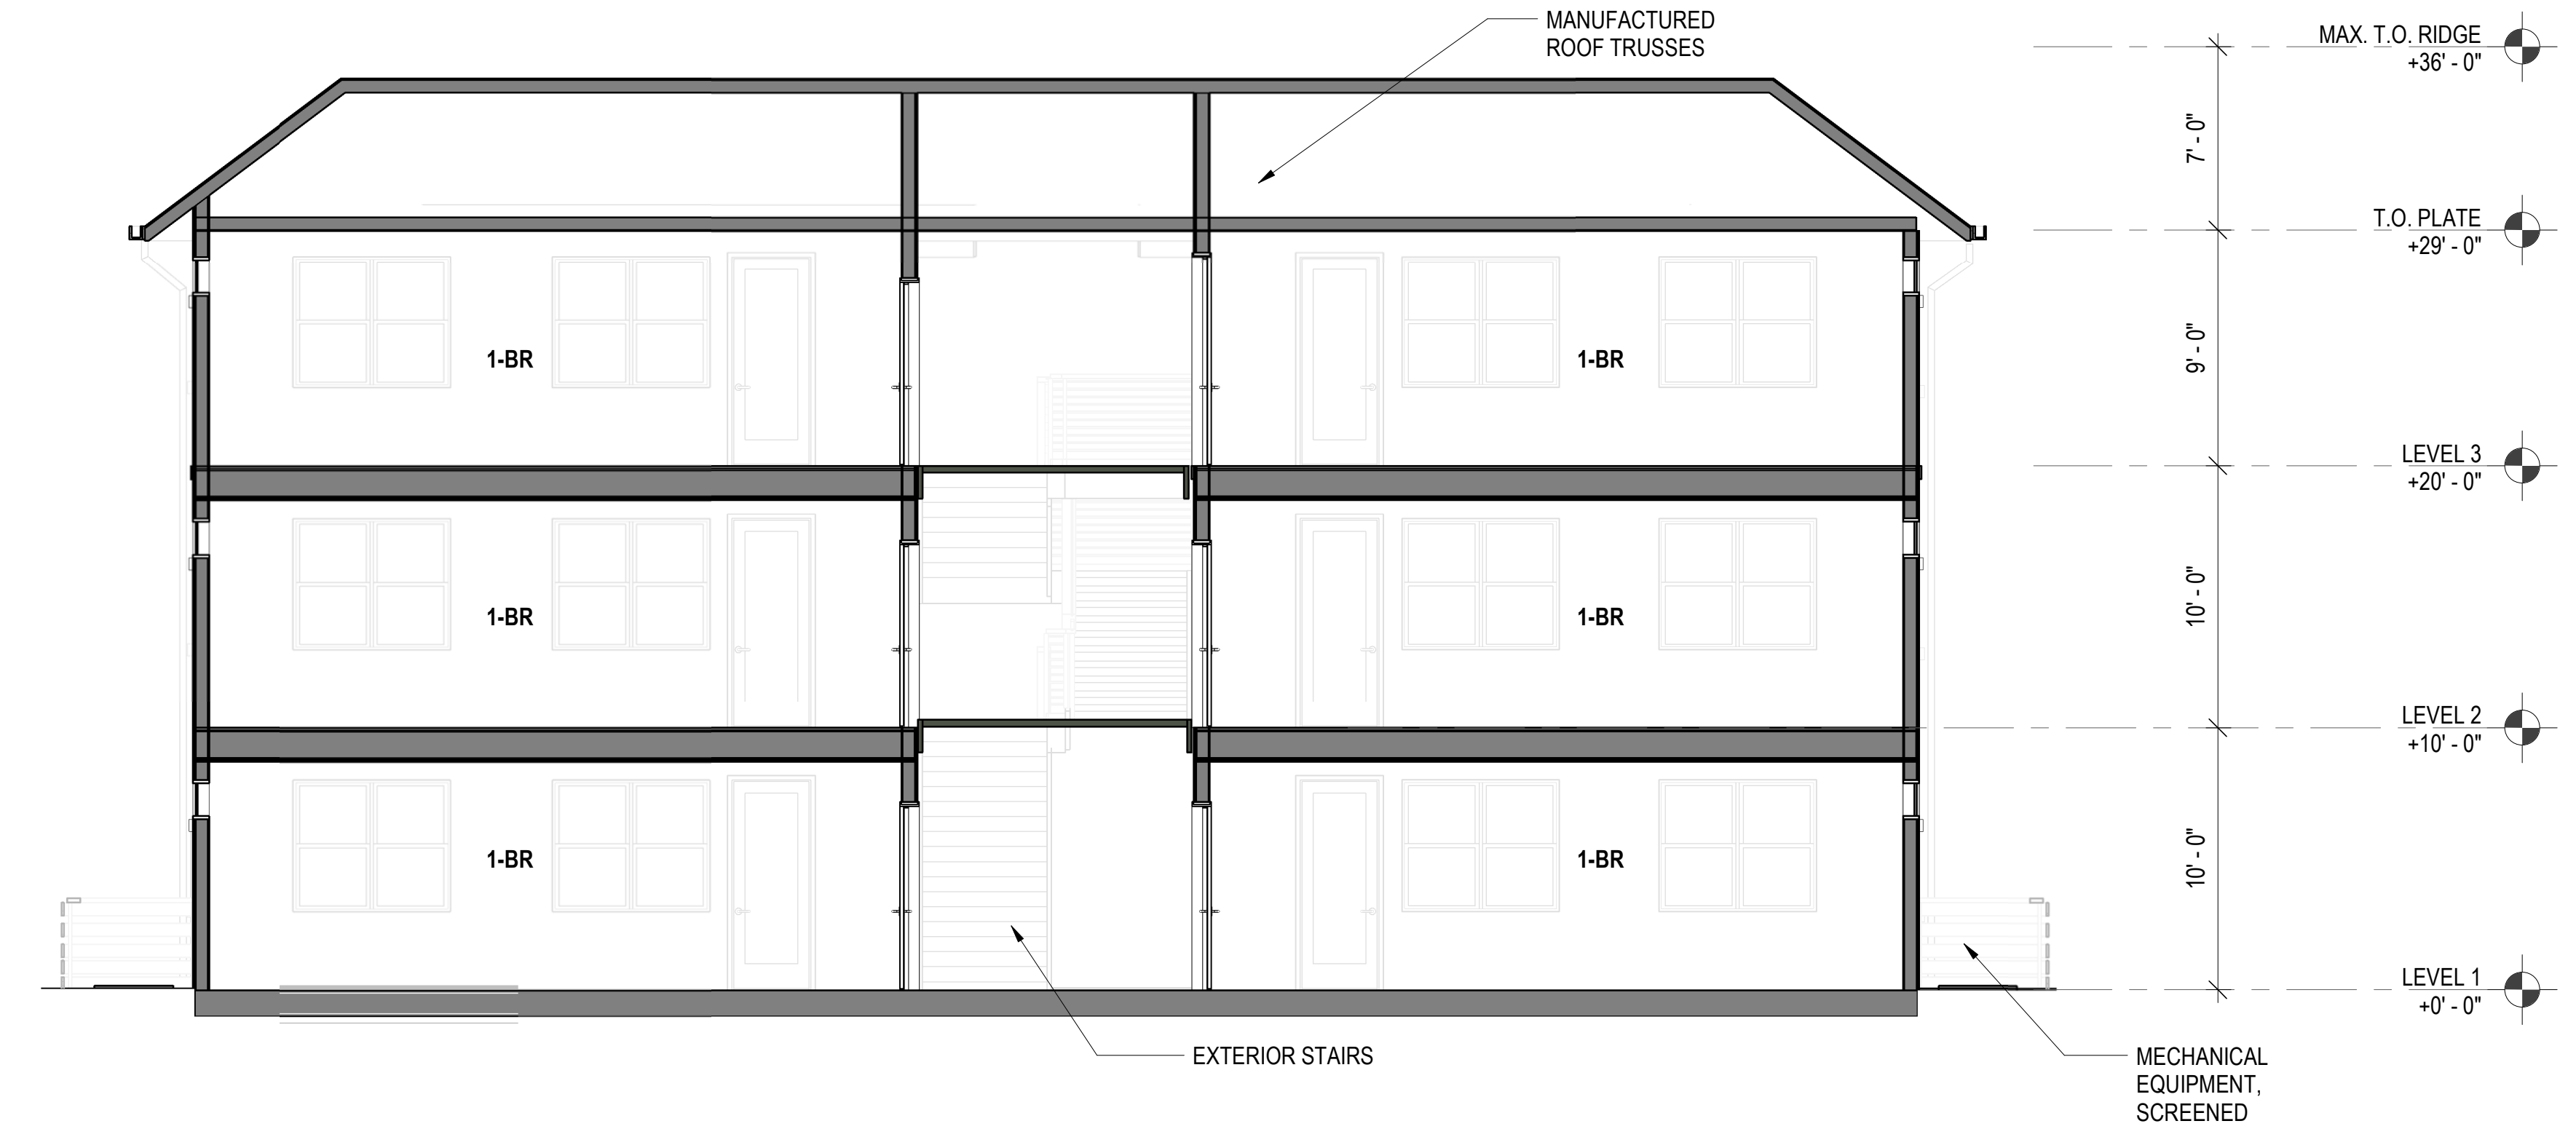 MANUFACTURED
ROOF TRUSSES
MAX. T.O. RIDGE
+36' - 0"
7' - 0"
T.O. PLATE
+29' - 0"
9' - 0"
1-BR
1-BR
LEVEL 3
+20' - 0"
10' - 0"
1-BR
1-BR
LEVEL 2
+10' - 0"
10' - 0"
1-BR
1-BR
LEVEL 1
+0' - 0"
EXTERIOR STAIRS
MECHANICAL
EQUIPMENT,
SCREENED